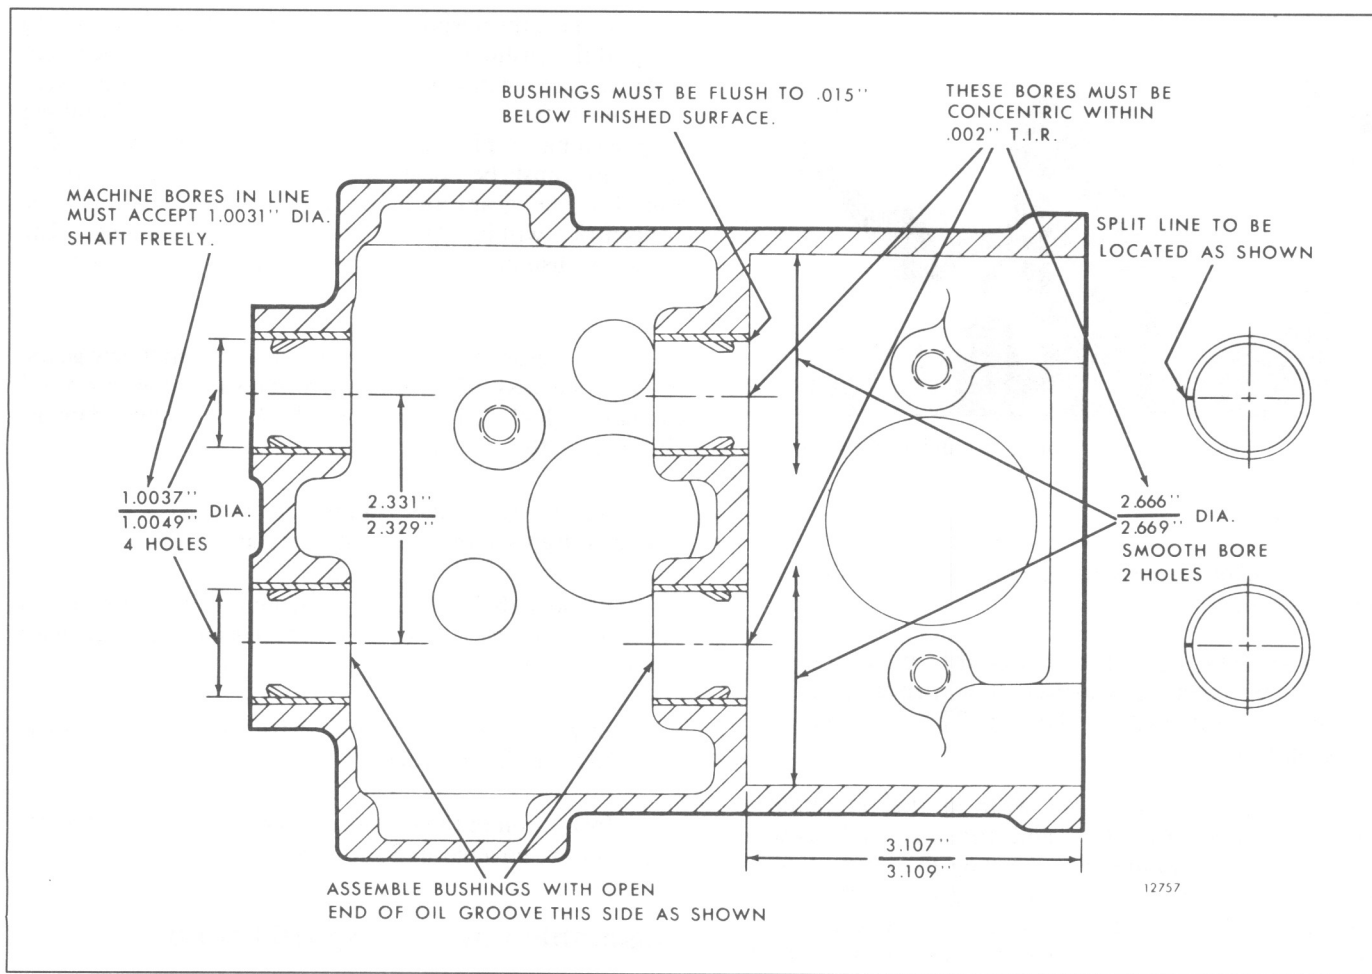 BUSHINGS MUST BE FLUSH TO .015''
BELOW FINISHED SURFACE.
THESE BORES MUST BE
CONCENTRIC WITHIN
.002'' T.I.R.
MACHINE BORES IN LINE
MUST ACCEPT 1.0031'' DIA.
SHAFT FREELY.
SPLIT LINE TO BE
LOCATED AS SHOWN
1.0037''
1.0049'' DIA.
4 HOLES
2.331''
2.329''
2.666''
2.669'' DIA.
SMOOTH BORE
2 HOLES
3.107''
3.109''
ASSEMBLE BUSHINGS WITH OPEN
END OF OIL GROOVE THIS SIDE AS SHOWN
12757